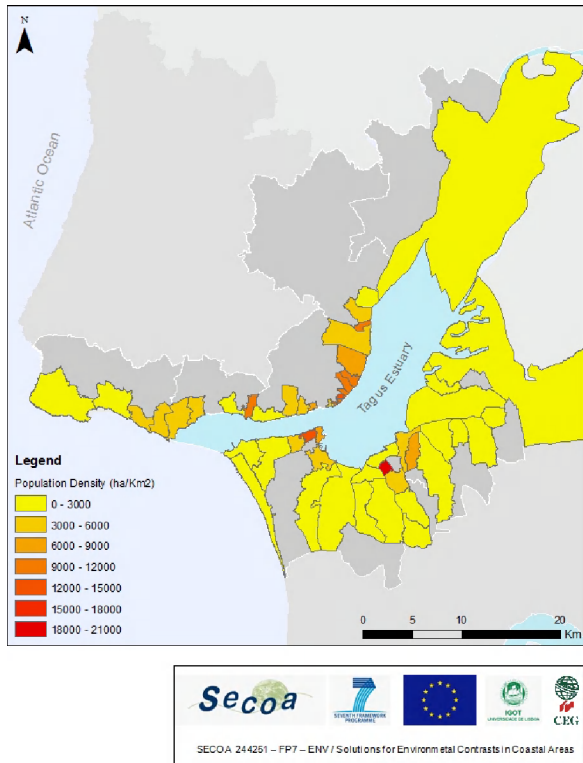 N
Atlantic Ocean
Tagus Estuary
Legend
Population Density (ha/Km2)
0 - 3000
3000 - 6000
6000 - 9000
9000 - 12000
12000 - 15000
15000 - 18000
18000 - 21000
0 5 10 20
Km
Secoa
7
SEVENTH FRAMEWORK
PROGRAMME
IGOT
UNIVERSIDADE DE LISBOA
CEG
SECOA 244251 – FP7 – ENV / Solutions for Environmetal Contrasts in Coastal Areas